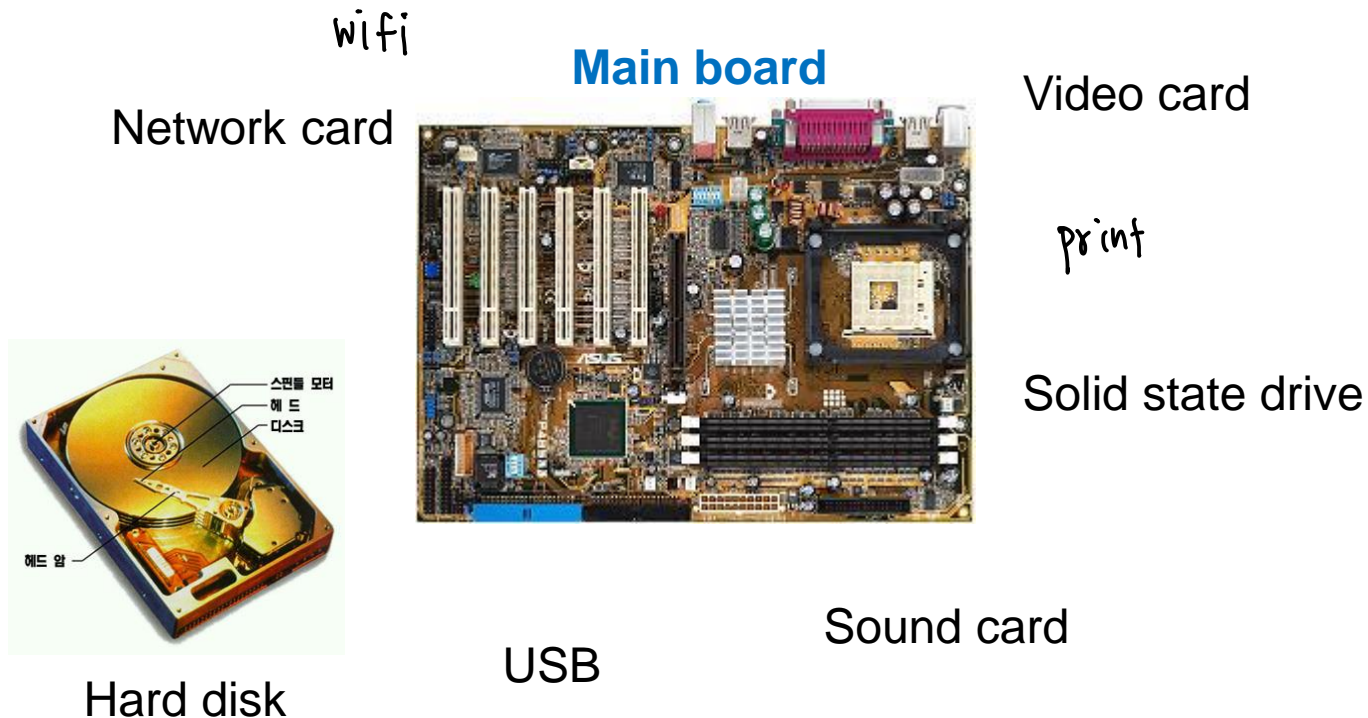 wifi
Main board
Video card
Network card
print
ASUS
스핀들 모터
헤 드
디스크
Solid state drive
헤드 암
Sound card
USB
Hard disk